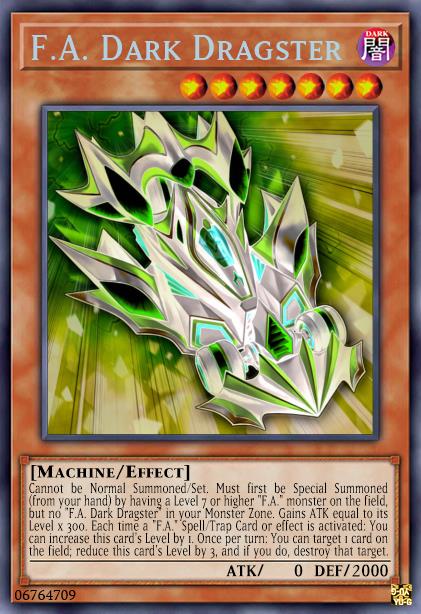 F.A. Dark Dragster
DARK
闇
[Machine/Effect]
Cannot be Normal Summoned/Set. Must first be Special Summoned
(from your hand) by having a Level 7 or higher "F.A." monster on the field,
but no "F.A. Dark Dragster" in your Monster Zone. Gains ATK equal to its
Level x 300. Each time a "F.A." Spell/Trap Card or effect is activated: You
can increase this card's Level by 1. Once per turn: You can target 1 card on
the field; reduce this card's Level by 3, and if you do, destroy that target.
ATK/ 0 DEF/2000
06764709